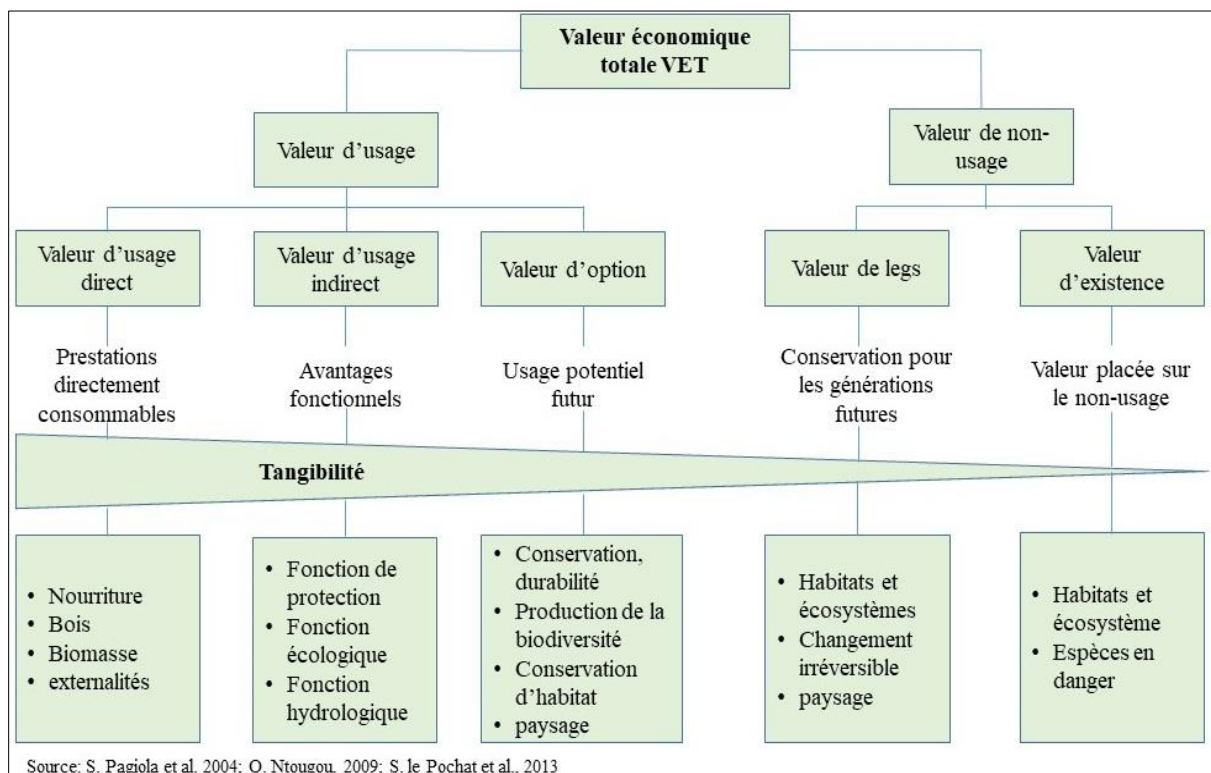 Valeur économique
totale VET
Valeur d'usage
Valeur de non-
usage
Valeur d'usage
direct
Valeur d'usage
indirect
Valeur d'option
Valeur de legs
Valeur
d'existence
Prestations
directement
consommables
Avantages
fonctionnels
Usage potentiel
futur
Conservation pour
les générations
futures
Valeur placée sur
le non-usage
Tangibilité
• Nourriture
• Bois
• Biomasse
• externalités
• Fonction de
protection
• Fonction
écologique
• Fonction
hydrologique
• Conservation,
durabilité
• Production de la
biodiversité
• Conservation
d'habitat
• paysage
• Habitats et
écosystèmes
• Changement
irréversible
• paysage
• Habitats et
écosystème
• Espèces en
danger
Source: S. Pagiola et al. 2004; O. Ntougou, 2009; S. le Pochat et al., 2013